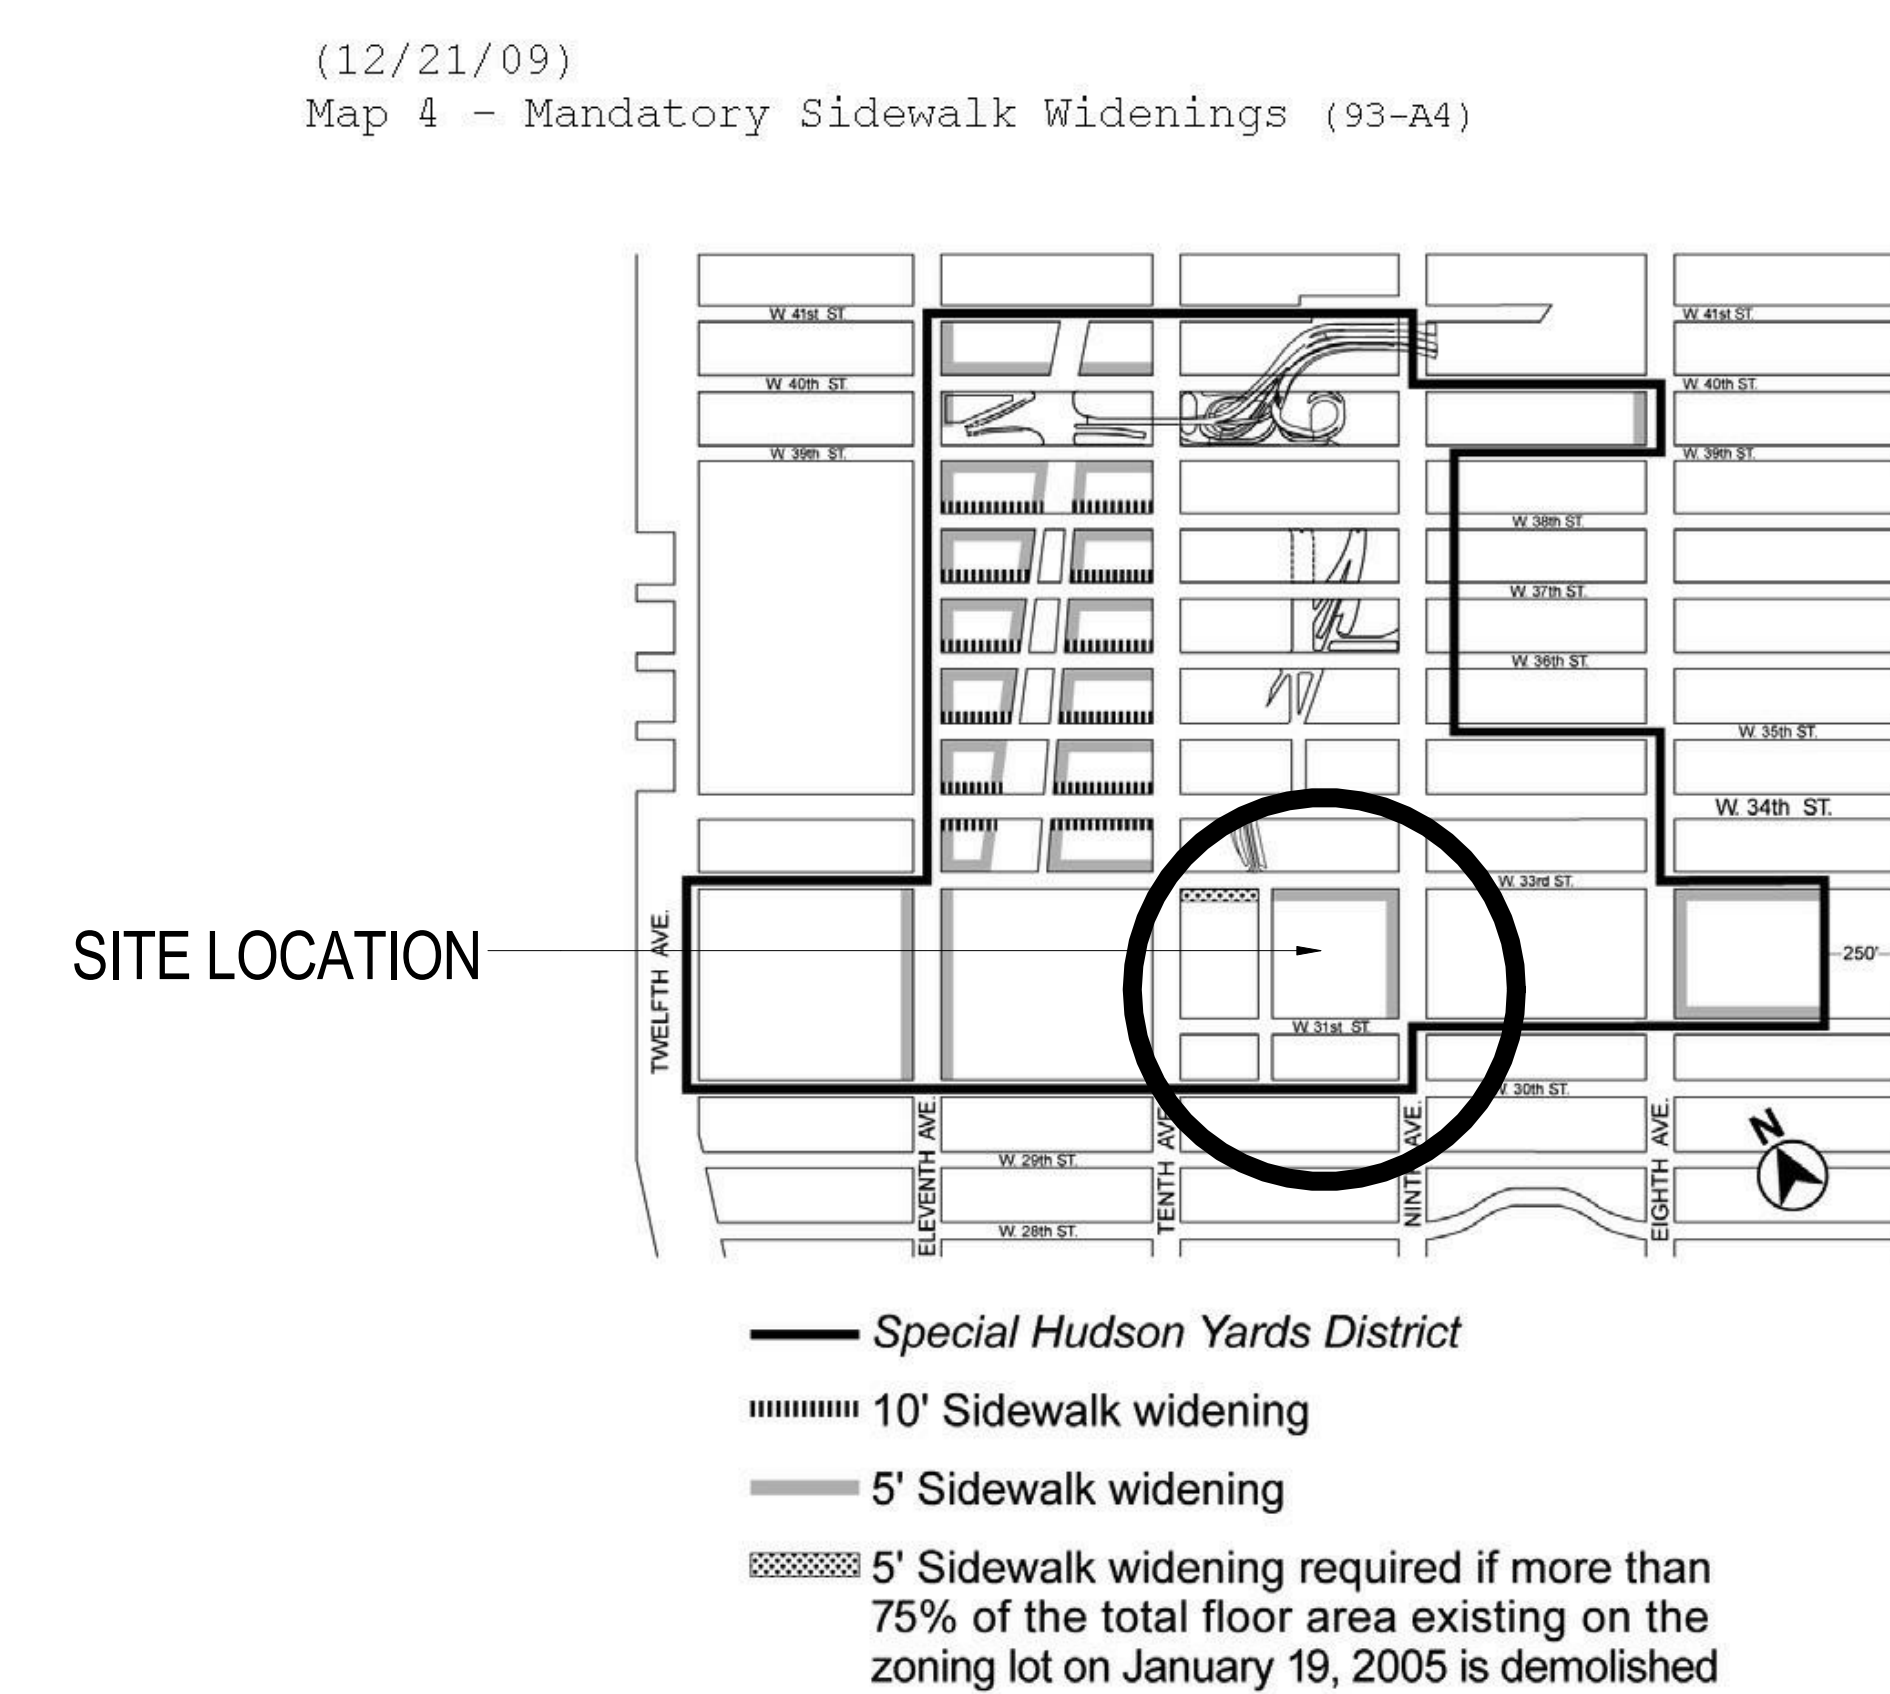 (12/21/09)
Map 4 - Mandatory Sidewalk Widenings (93-A4)
W. 41st ST.
W. 41st ST.
W. 40th ST.
W. 40th ST.
W. 39th ST.
W. 39th ST.
W. 38th ST.
W. 37th ST.
W. 36th ST.
W. 35th ST.
W. 34th ST.
W. 33rd ST.
SITE LOCATION
250'
W. 31st ST.
W. 30th ST.
TWELFTH AVE.
ELEVENTH AVE.
TENTH AVE.
NINTH AVE.
EIGHTH AVE.
N
W. 29th ST.
W. 28th ST.
Special Hudson Yards District
10' Sidewalk widening
5' Sidewalk widening
5' Sidewalk widening required if more than
75% of the total floor area existing on the
zoning lot on January 19, 2005 is demolished